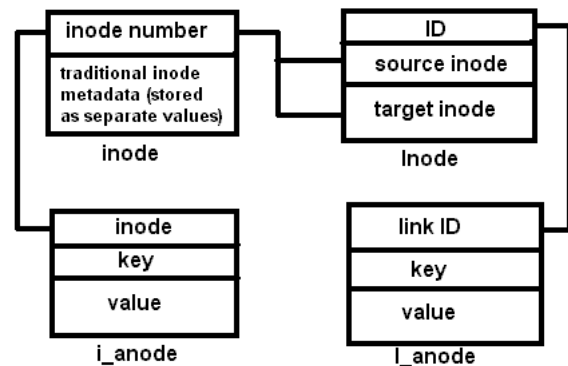 inode number
traditional inode
metadata (stored
as separate values)
inode
ID
source inode
target inode
lnode
inode
key
value
i_anode
link ID
key
value
l_anode